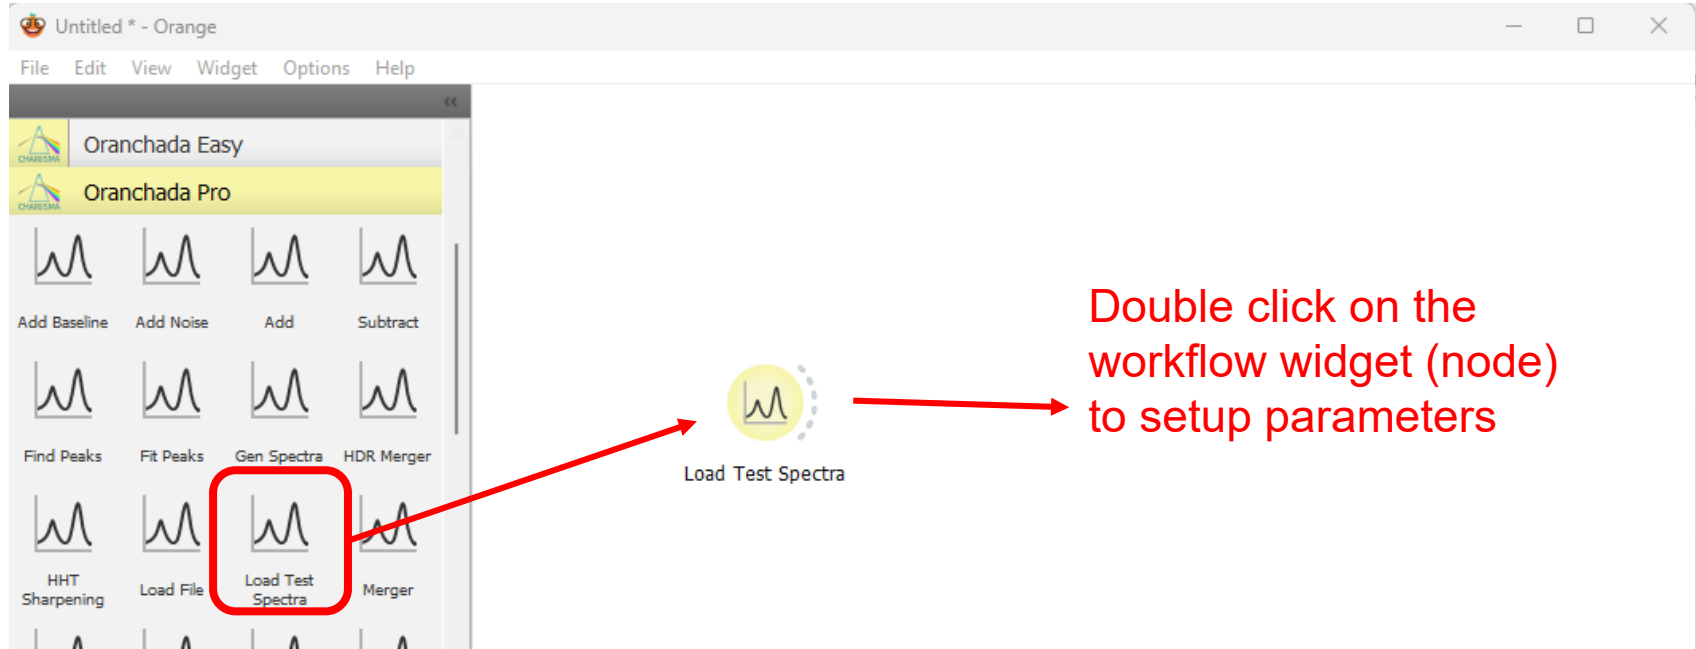 Untitled * - Orange
File Edit View Widget Options Help
«
CHARISMA Oranchada Easy
CHARISMA Oranchada Pro
Add Baseline Add Noise Add Subtract
Find Peaks Fit Peaks Gen Spectra HDR Merger
HHT
Sharpening
Load File
Load Test
Spectra
Merger
Load Test Spectra
Double click on the
workflow widget (node)
to setup parameters